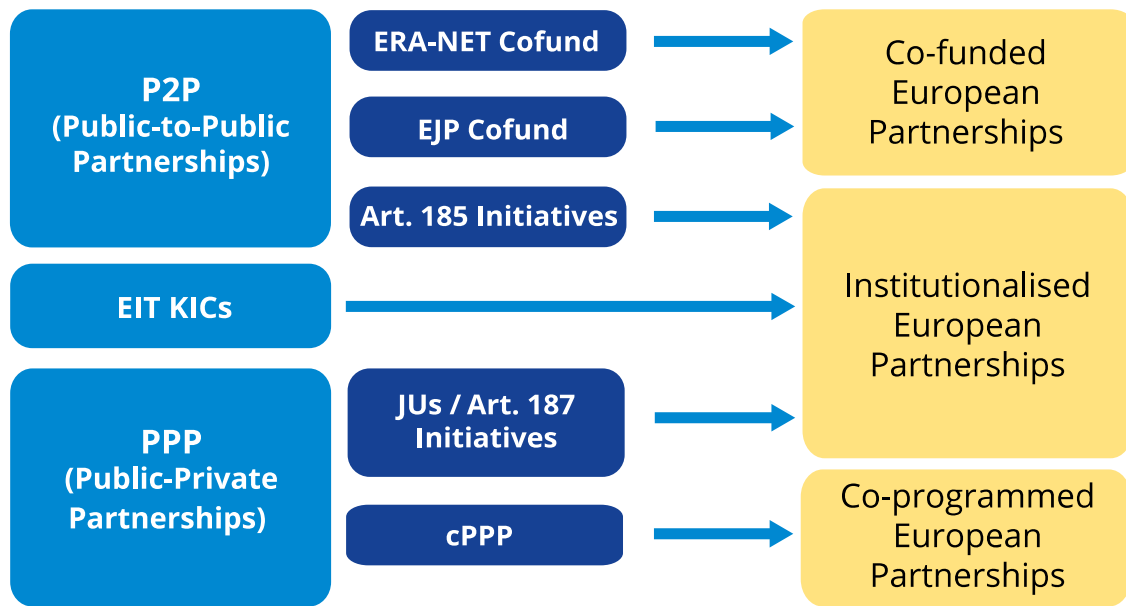 P2P
(Public-to-Public
Partnerships)
ERA-NET Cofund
EJP Cofund
Art. 185 Initiatives
Co-funded
European
Partnerships
EIT KICs
Institutionalised
European
Partnerships
PPP
(Public-Private
Partnerships)
JUs / Art. 187
Initiatives
cPPP
Co-programmed
European
Partnerships